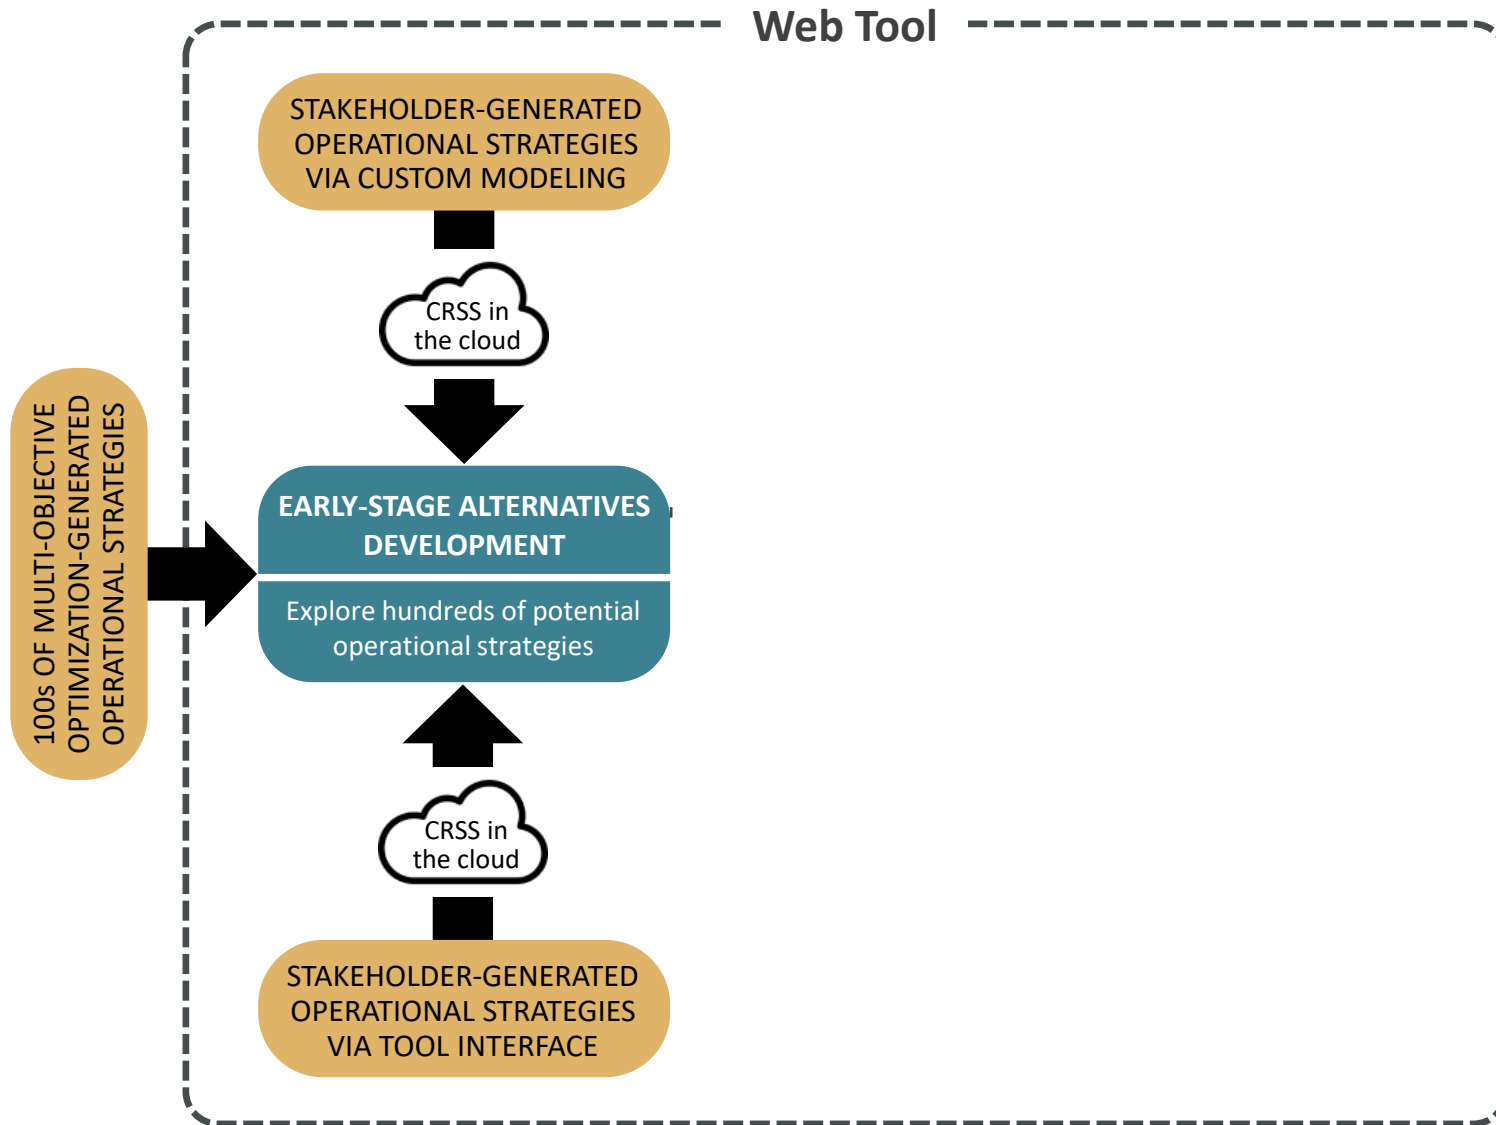 Web Tool
STAKEHOLDER-GENERATED
OPERATIONAL STRATEGIES
VIA CUSTOM MODELING
CRSS in
the cloud
100s OF MULTI-OBJECTIVE
OPTIMIZATION-GENERATED
OPERATIONAL STRATEGIES
EARLY-STAGE ALTERNATIVES
DEVELOPMENT
Explore hundreds of potential
operational strategies
CRSS in
the cloud
STAKEHOLDER-GENERATED
OPERATIONAL STRATEGIES
VIA TOOL INTERFACE